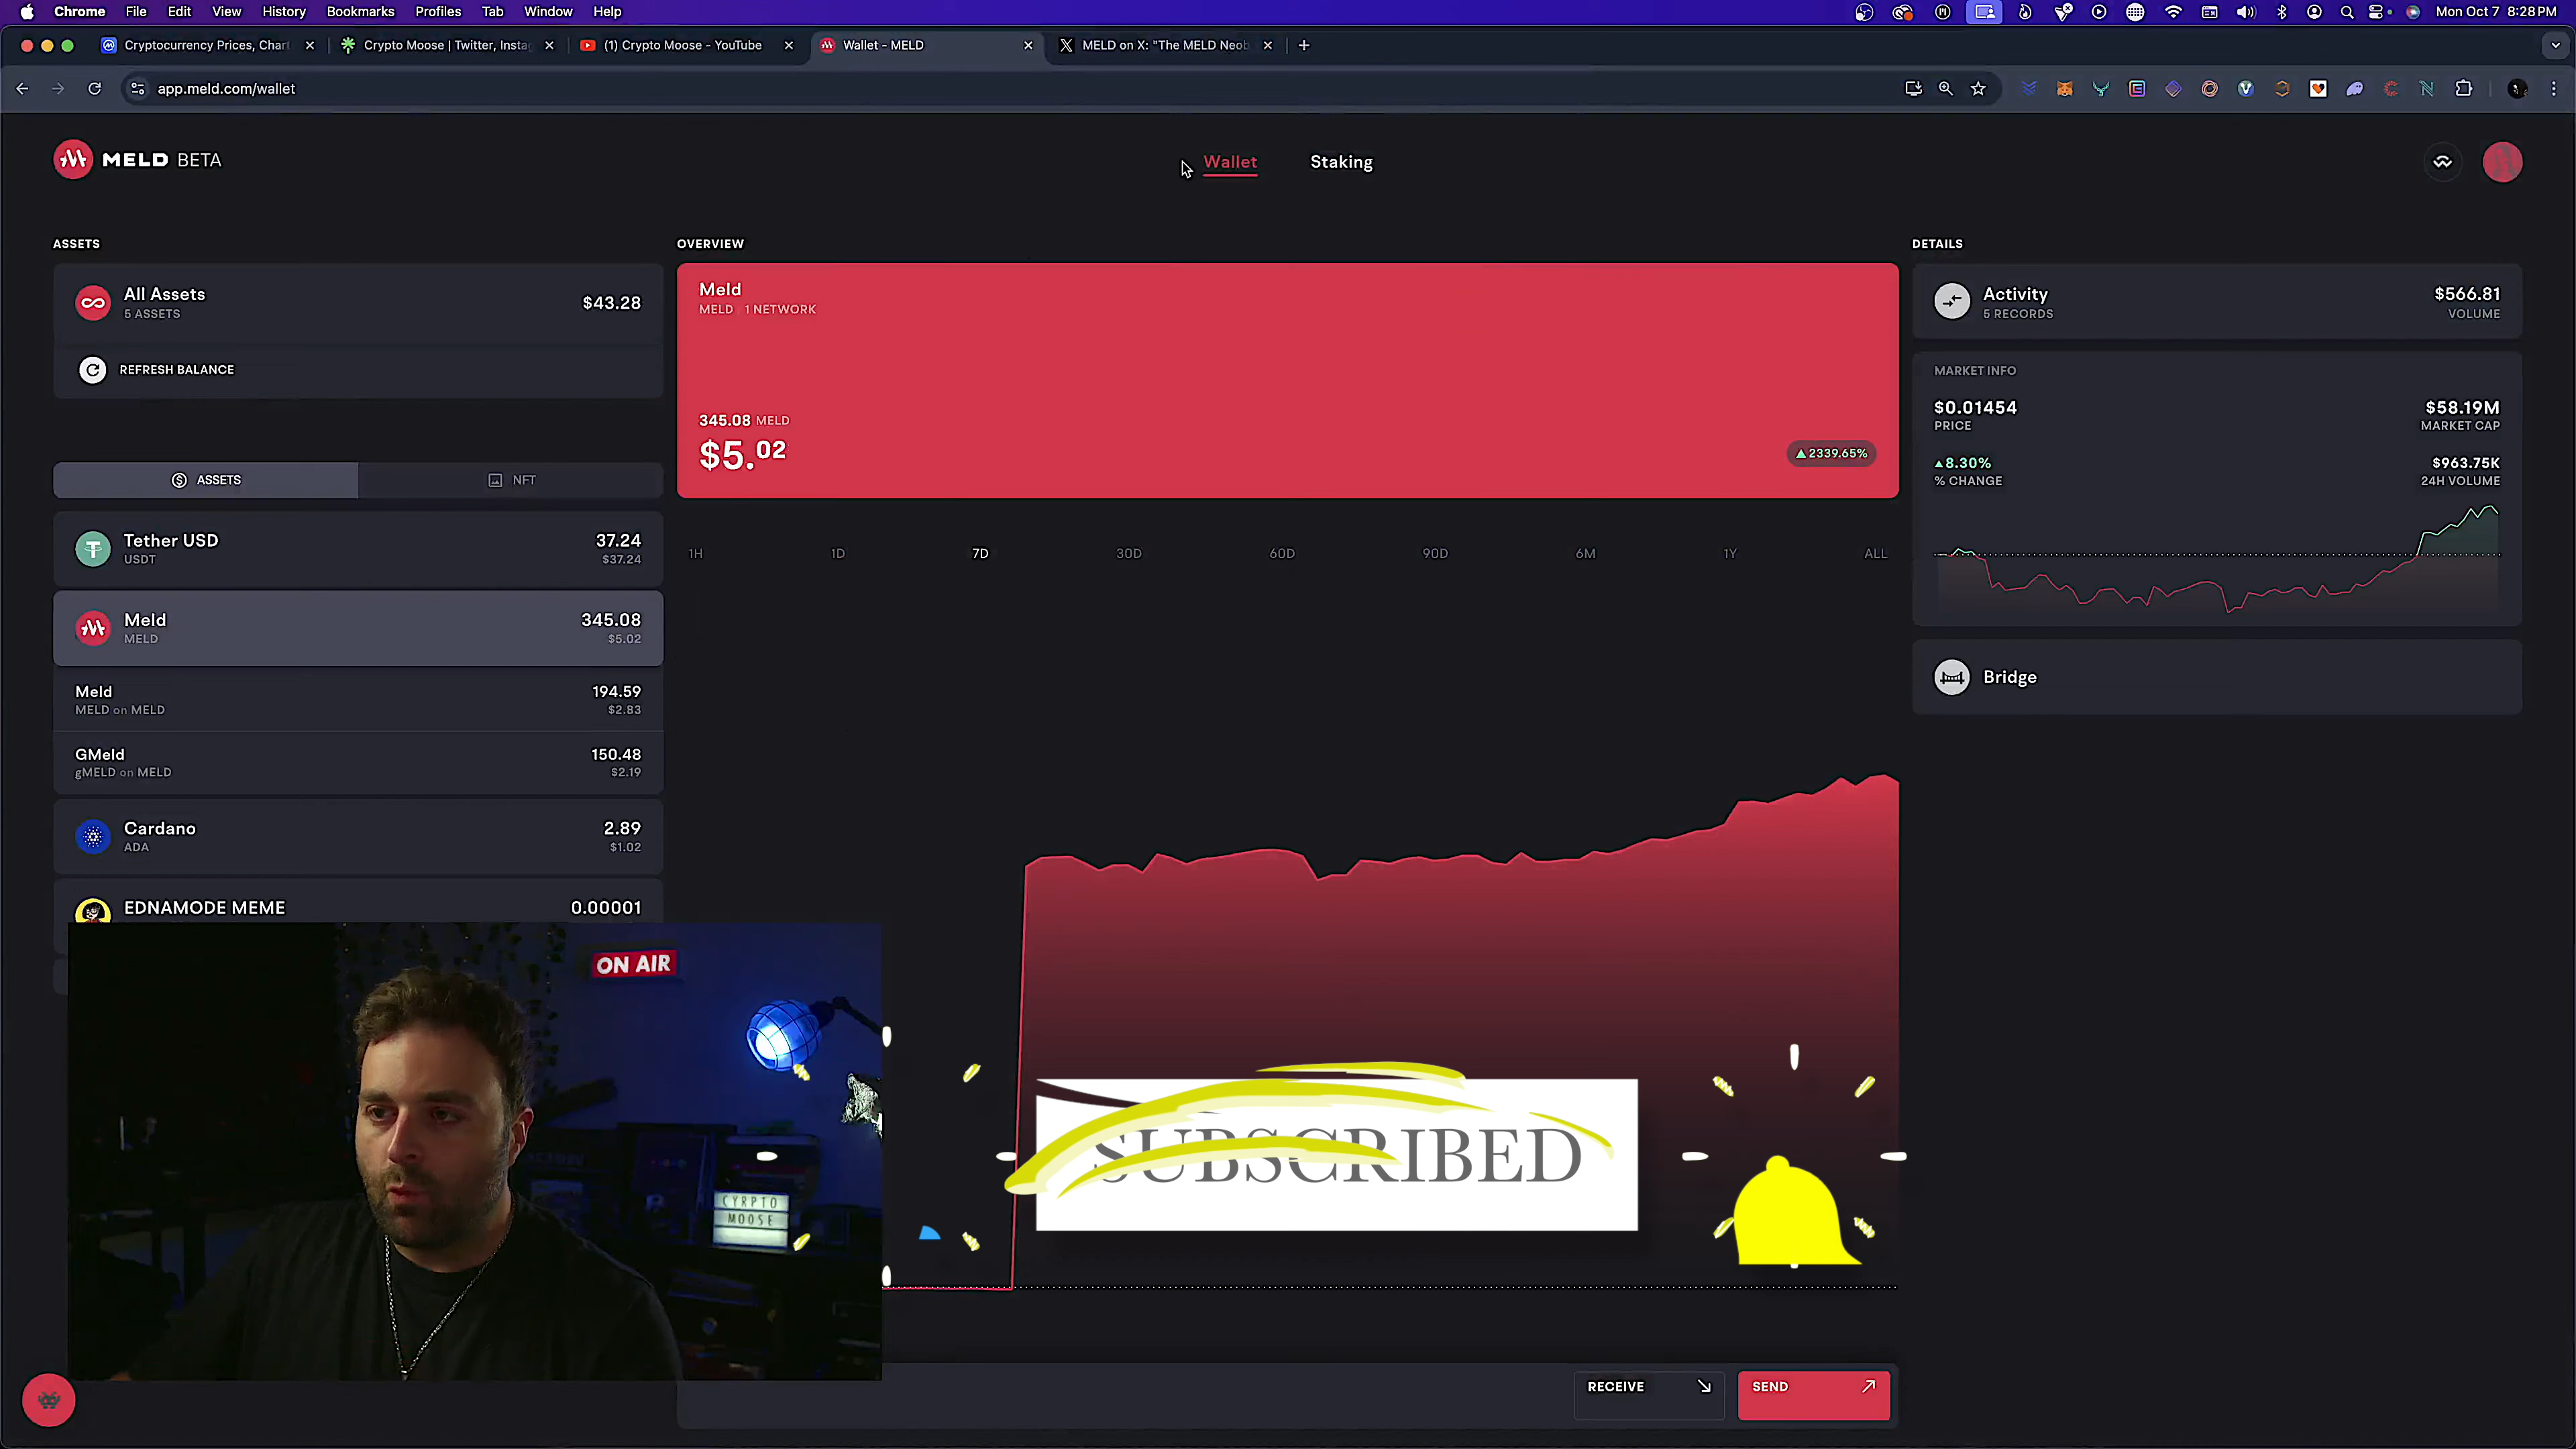 Chrome File Edit View History Bookmarks Profiles Tab Window Help
Mon Oct 7 8:28 PM
Cryptocurrency Prices, Chart
Crypto Moose | Twitter, Insta
(1) Crypto Moose - YouTube
Wallet - MELD
MELD on X: "The MELD Neob
app.meld.com/wallet
MELD BETA
Wallet
Staking
ASSETS
All Assets
$43.28
5 ASSETS
REFRESH BALANCE
ASSETS
NFT
Tether USD
37.24
USDT
$37.24
Meld
345.08
MELD
$5.02
Meld
194.59
MELD on MELD
$2.83
GMeld
150.48
gMELD on MELD
$2.19
Cardano
2.89
ADA
$1.02
EDNAMODE MEME
0.00001
OVERVIEW
Meld
MELD 1 NETWORK
345.08 MELD
$5.02
▲2339.65%
1H 1D 7D 30D 60D 90D 6M 1Y ALL
DETAILS
Activity
$566.81
5 RECORDS
VOLUME
MARKET INFO
$0.01454
$58.19M
PRICE
MARKET CAP
▲8.30%
$963.75K
% CHANGE
24H VOLUME
Bridge
ON AIR
CYRPTO
MOOSE
SUBSCRIBED
RECEIVE
SEND